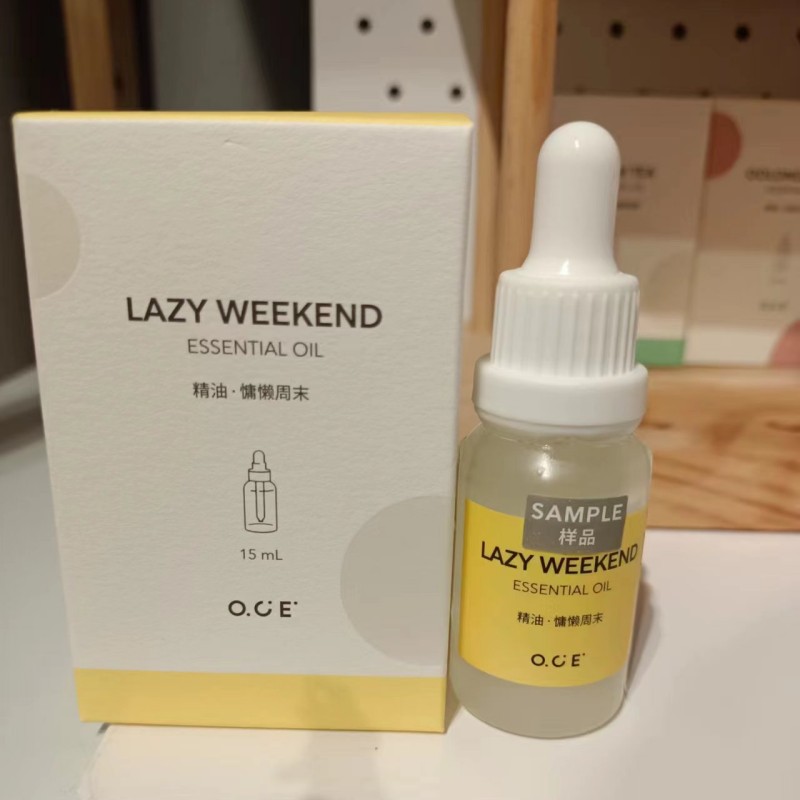 LAZY WEEKEND
ESSENTIAL OIL
精油·慵懒周末
15 mL
O.C E
SAMPLE
样品
LAZY WEEKEND
ESSENTIAL OIL
精油·慵懒周末
O.C E